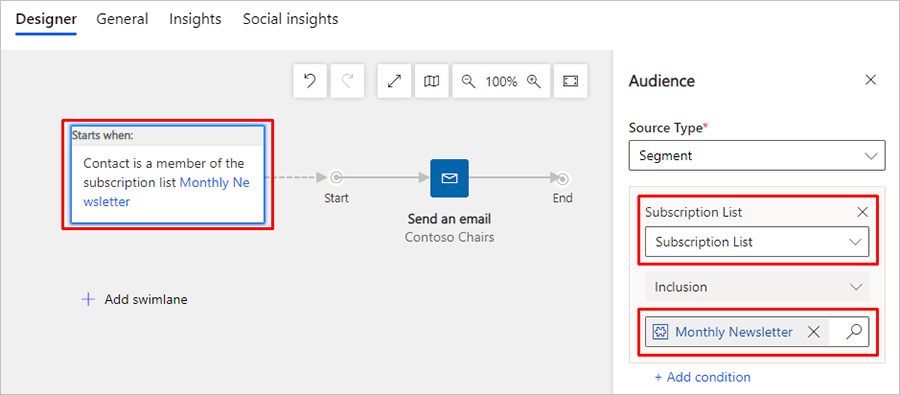 Designer General Insights Social insights
100%
Starts when:
Contact is a member of the
subscription list Monthly Ne
wsletter
Start
Send an email
Contoso Chairs
End
Add swimlane
Audience
Source Type*
Segment
Subscription List
Subscription List
Inclusion
Monthly Newsletter
+ Add condition